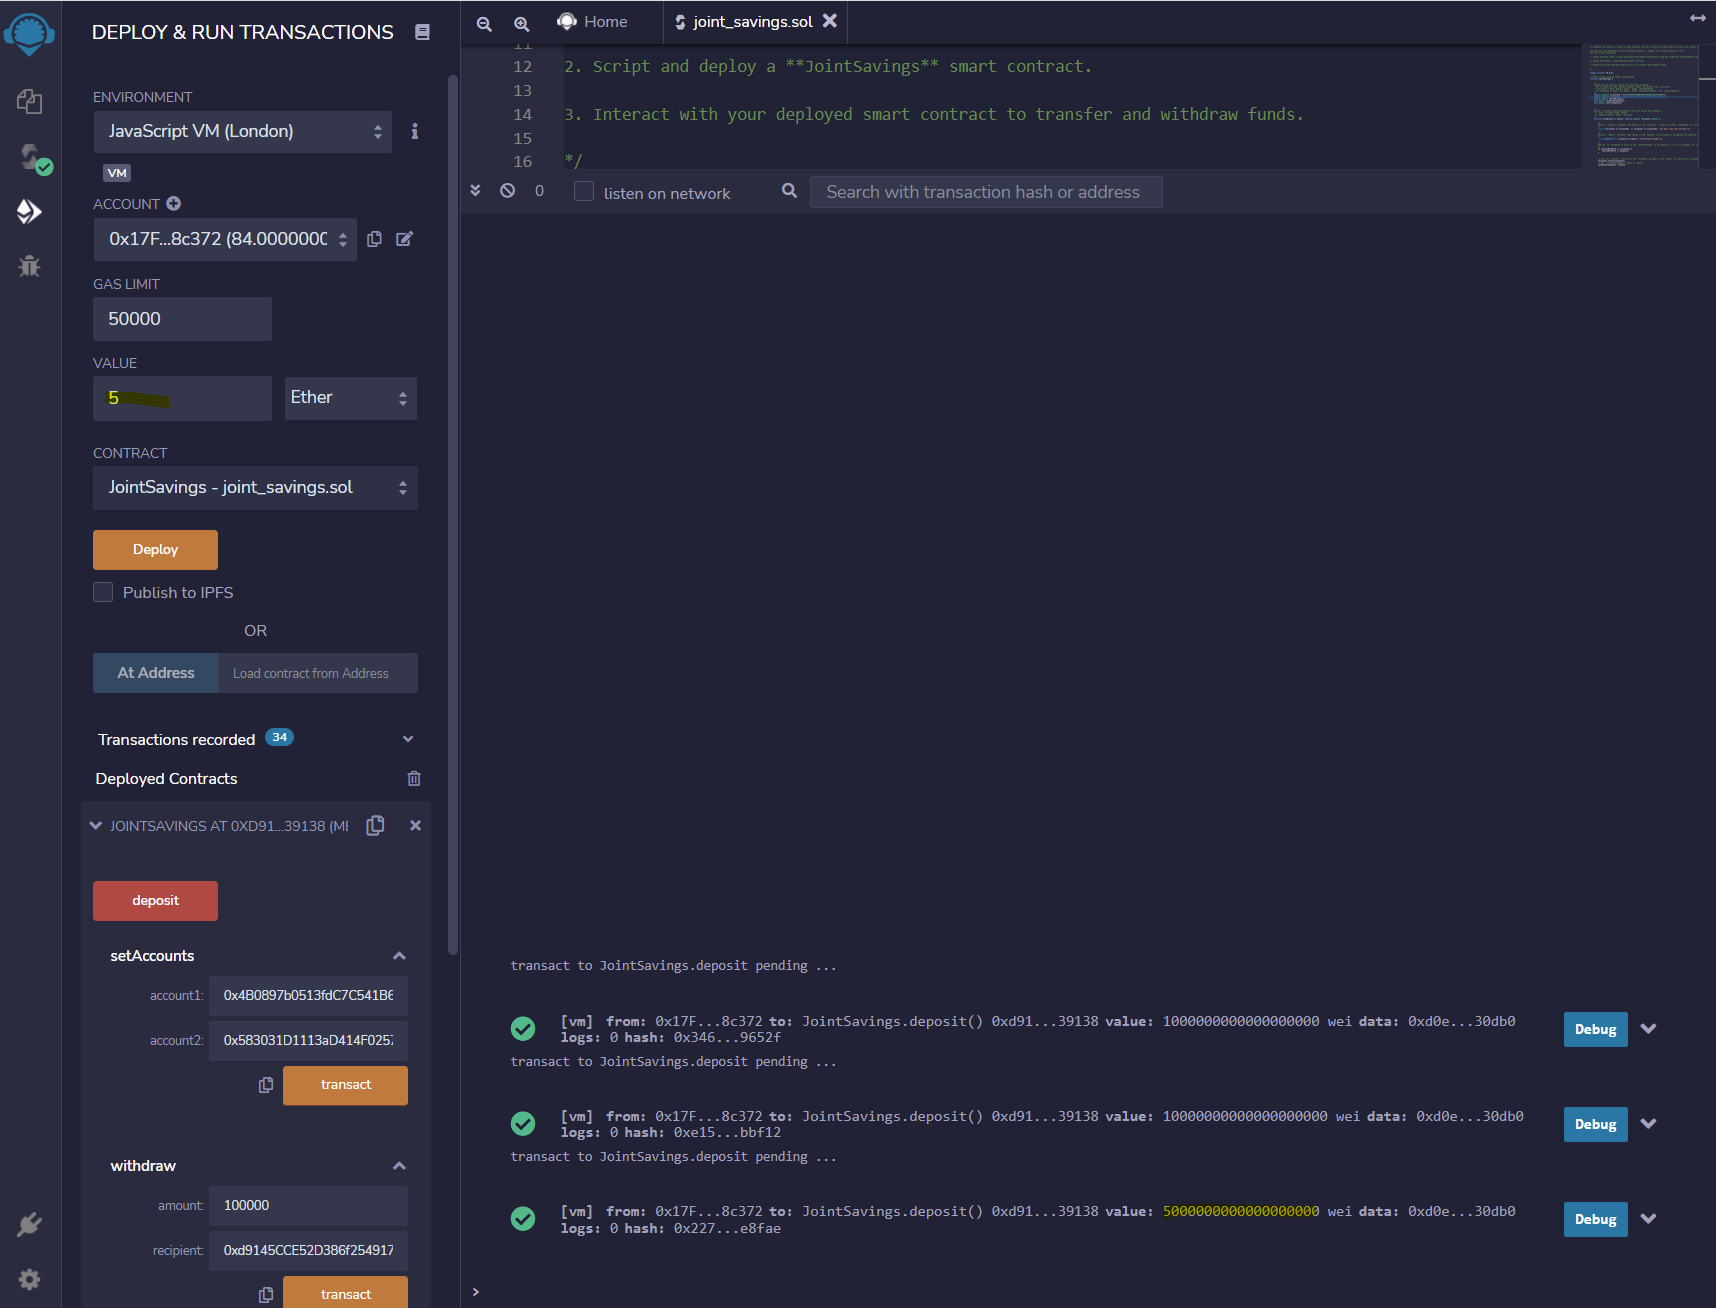 DEPLOY & RUN TRANSACTIONS
ENVIRONMENT
JavaScript VM (London)
VM
ACCOUNT
0x17F...8c372 (84.0000000
GAS LIMIT
50000
VALUE
5
Ether
CONTRACT
JointSavings - joint_savings.sol
Deploy
Publish to IPFS
OR
At Address
Load contract from Address
Transactions recorded 34
Deployed Contracts
JOINTSAVINGS AT 0XD91...39138 (ME
deposit
setAccounts
account1: 0x4B0897b0513fdC7C541B6
account2: 0x583031D1113aD414F025
transact
withdraw
amount: 100000
recipient: 0xd9145CCE52D386f254917
transact
Home
joint_savings.sol
11
12 2. Script and deploy a **JointSavings** smart contract.
13
14 3. Interact with your deployed smart contract to transfer and withdraw funds.
15
16 */
0
listen on network
Search with transaction hash or address
transact to JointSavings.deposit pending ...
[vm] from: 0x17F...8c372 to: JointSavings.deposit() 0xd91...39138 value: 1000000000000000000 wei data: 0xd0e...30db0
logs: 0 hash: 0x346...9652f
Debug
transact to JointSavings.deposit pending ...
[vm] from: 0x17F...8c372 to: JointSavings.deposit() 0xd91...39138 value: 10000000000000000000 wei data: 0xd0e...30db0
logs: 0 hash: 0xe15...bbf12
Debug
transact to JointSavings.deposit pending ...
[vm] from: 0x17F...8c372 to: JointSavings.deposit() 0xd91...39138 value: 5000000000000000000 wei data: 0xd0e...30db0
logs: 0 hash: 0x227...e8fae
Debug
>